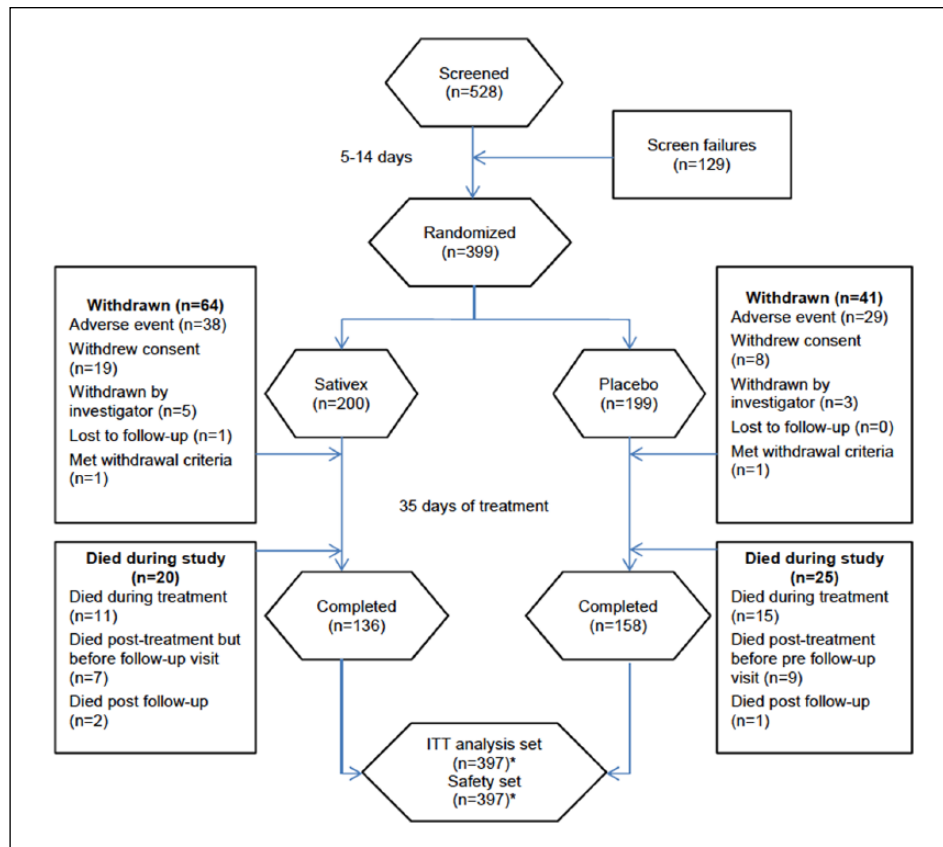 Screened
(n=528)
5-14 days
Screen failures
(n=129)
Randomized
(n=399)
Withdrawn (n=64)
Adverse event (n=38)
Withdrew consent
(n=19)
Withdrawn by
investigator (n=5)
Lost to follow-up (n=1)
Met withdrawal criteria
(n=1)
Sativex
(n=200)
Placebo
(n=199)
Withdrawn (n=41)
Adverse event (n=29)
Withdrew consent
(n=8)
Withdrawn by
investigator (n=3)
Lost to follow-up (n=0)
Met withdrawal criteria
(n=1)
35 days of treatment
Died during study
(n=20)
Died during treatment
(n=11)
Died post-treatment but
before follow-up visit
(n=7)
Died post follow-up
(n=2)
Completed
(n=136)
Completed
(n=158)
Died during study
(n=25)
Died during treatment
(n=15)
Died post-treatment
before pre follow-up
visit (n=9)
Died post follow-up
(n=1)
ITT analysis set
(n=397)*
Safety set
(n=397)*